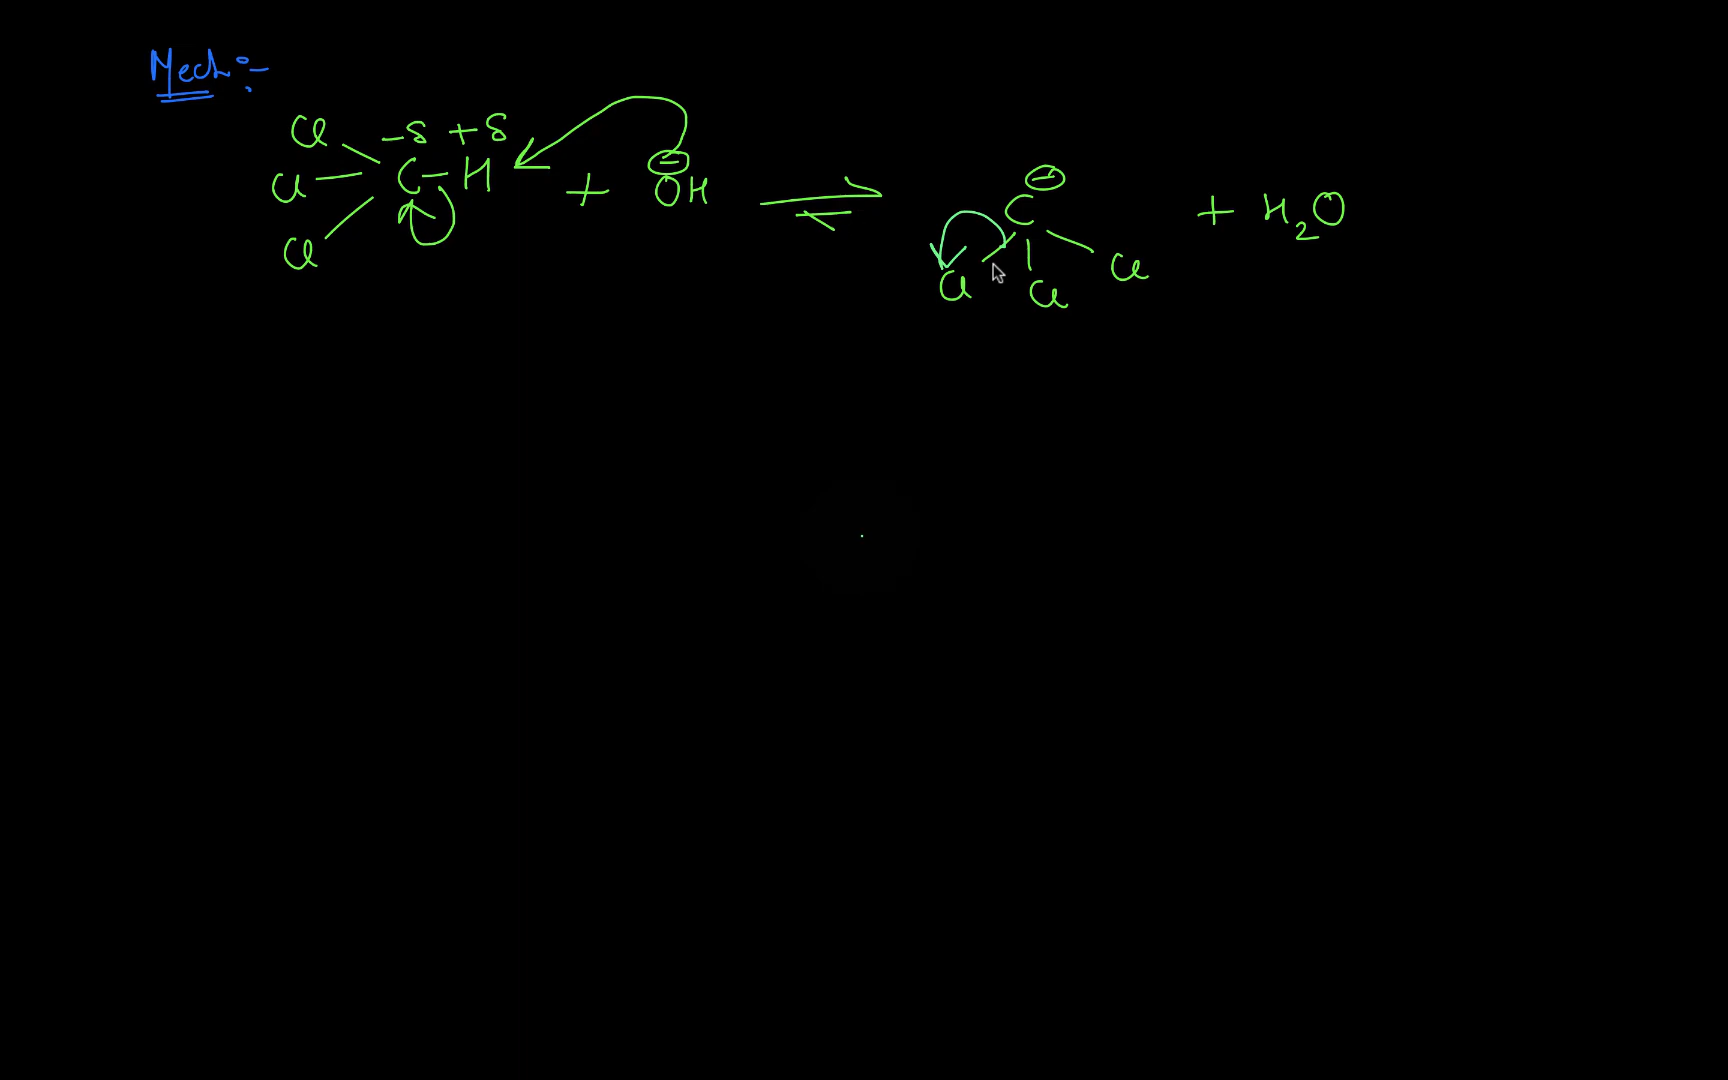 Mech :-
Cl -δ +δ
Cl C-H + ⊖OH ⇌ C⊖ + H2O
Cl Cl Cl Cl